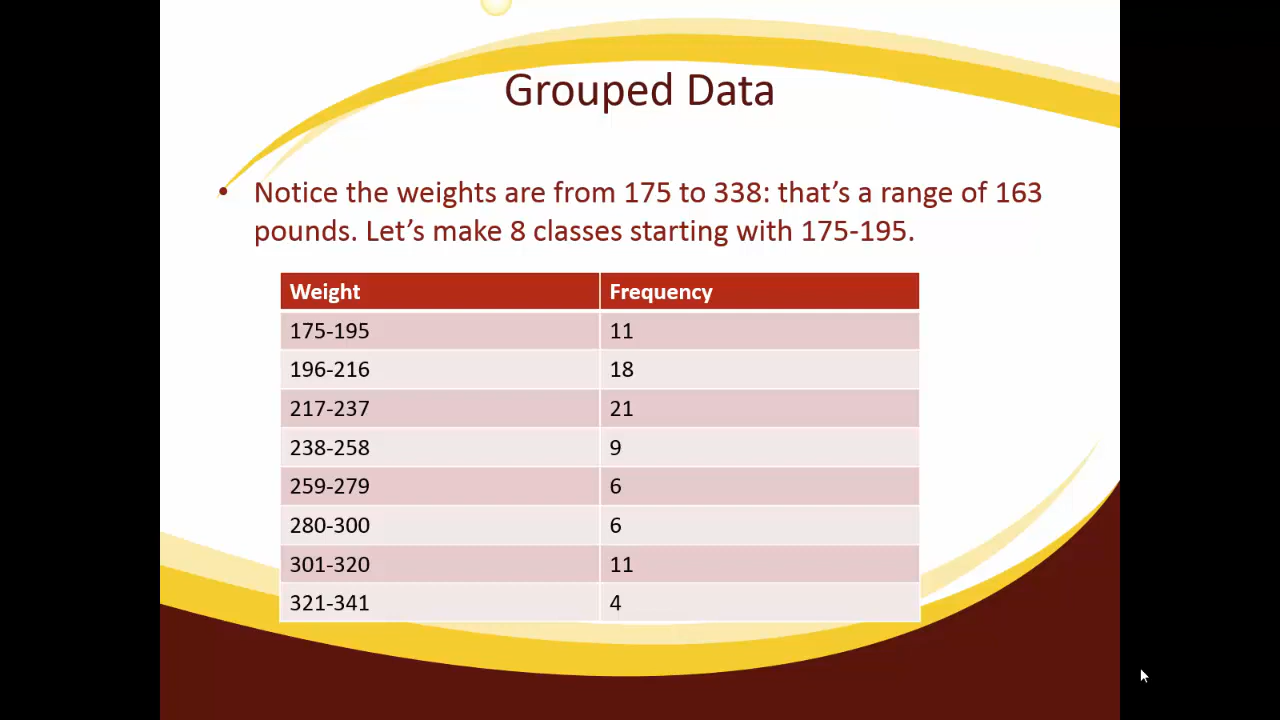 Grouped Data
• Notice the weights are from 175 to 338: that's a range of 163
pounds. Let's make 8 classes starting with 175-195.
Weight Frequency
175-195 11
196-216 18
217-237 21
238-258 9
259-279 6
280-300 6
301-320 11
321-341 4